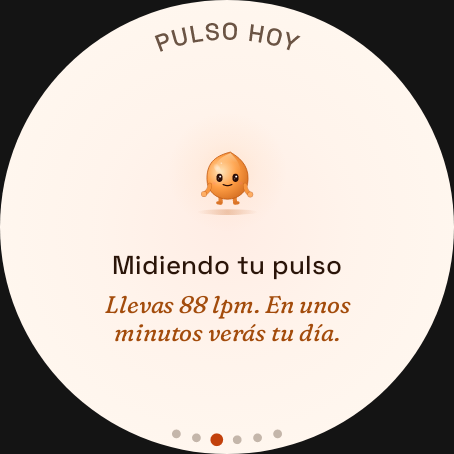 PULSO HOY
Midiendo tu pulso
Llevas 88 lpm. En unos
minutos verás tu día.